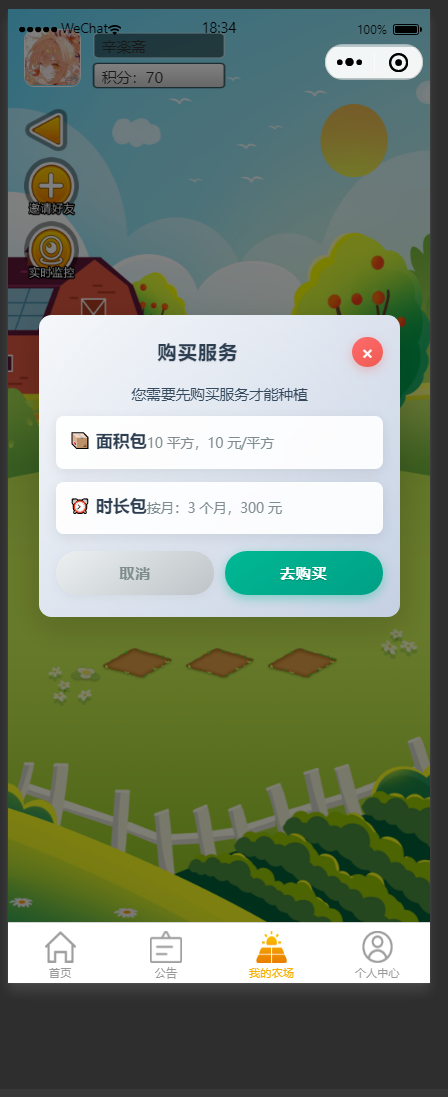 WeChat 18:34 100%
辛楽斋
积分：70
邀请好友
实时监控
购买服务
×
您需要先购买服务才能种植
面积包10 平方，10 元/平方
时长包按月：3 个月，300 元
取消 去购买
首页 公告 我的农场 个人中心